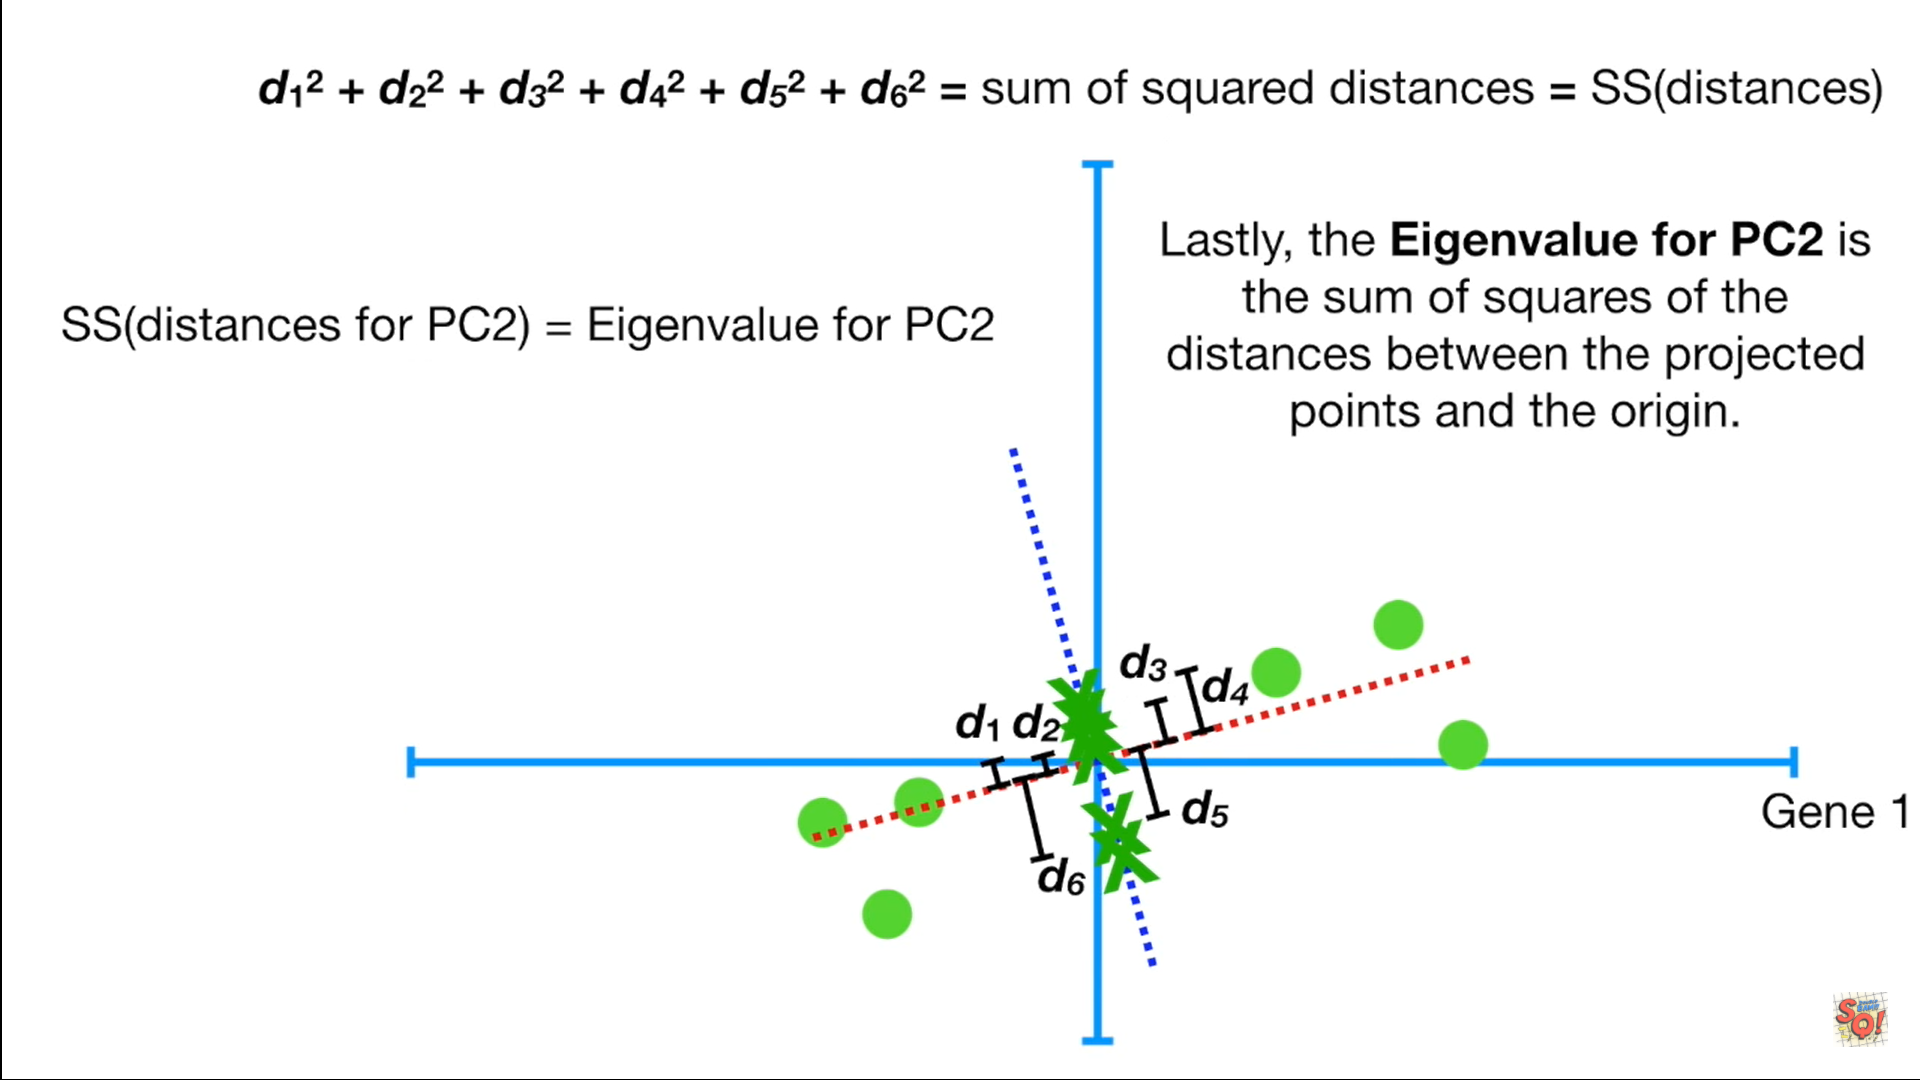 d₁² + d₂² + d₃² + d₄² + d₅² + d₆² = sum of squared distances = SS(distances)
Lastly, the Eigenvalue for PC2 is
the sum of squares of the
distances between the projected
points and the origin.
SS(distances for PC2) = Eigenvalue for PC2
d₃
d₄
d₁ d₂
d₅
Gene 1
d₆
SQ!